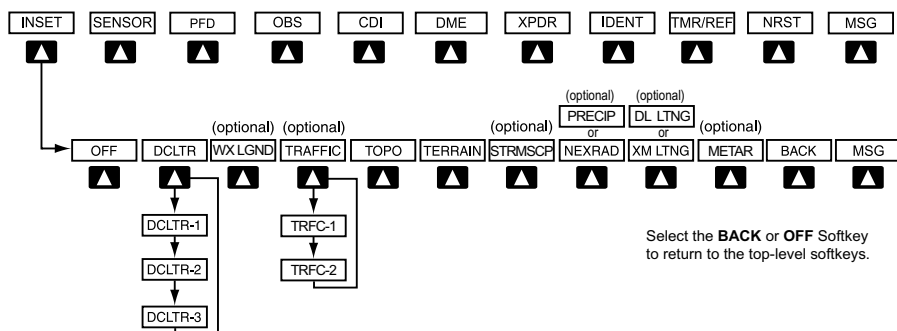 INSET SENSOR PFD OBS CDI DME XPDR IDENT TMR/REF NRST MSG
(optional) (optional)
(optional) (optional) (optional) PRECIP DL LTNG (optional)
or or
OFF DCLTR WX LGND TRAFFIC TOPO TERRAIN STRMSCP NEXRAD XM LTNG METAR BACK MSG
DCLTR-1 TRFC-1
DCLTR-2 TRFC-2
DCLTR-3
Select the BACK or OFF Softkey
to return to the top-level softkeys.